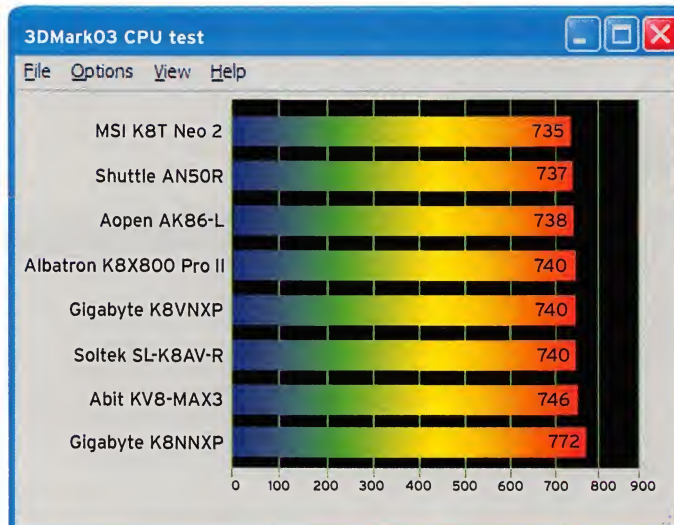 3DMark03 CPU test
File Options View Help
MSI K8T Neo 2 735
Shuttle AN50R 737
Aopen AK86-L 738
Albatron K8X800 Pro II 740
Gigabyte K8VNXP 740
Soltek SL-K8AV-R 740
Abit KV8-MAX3 746
Gigabyte K8NNXP 772
0 100 200 300 400 500 600 700 800 900